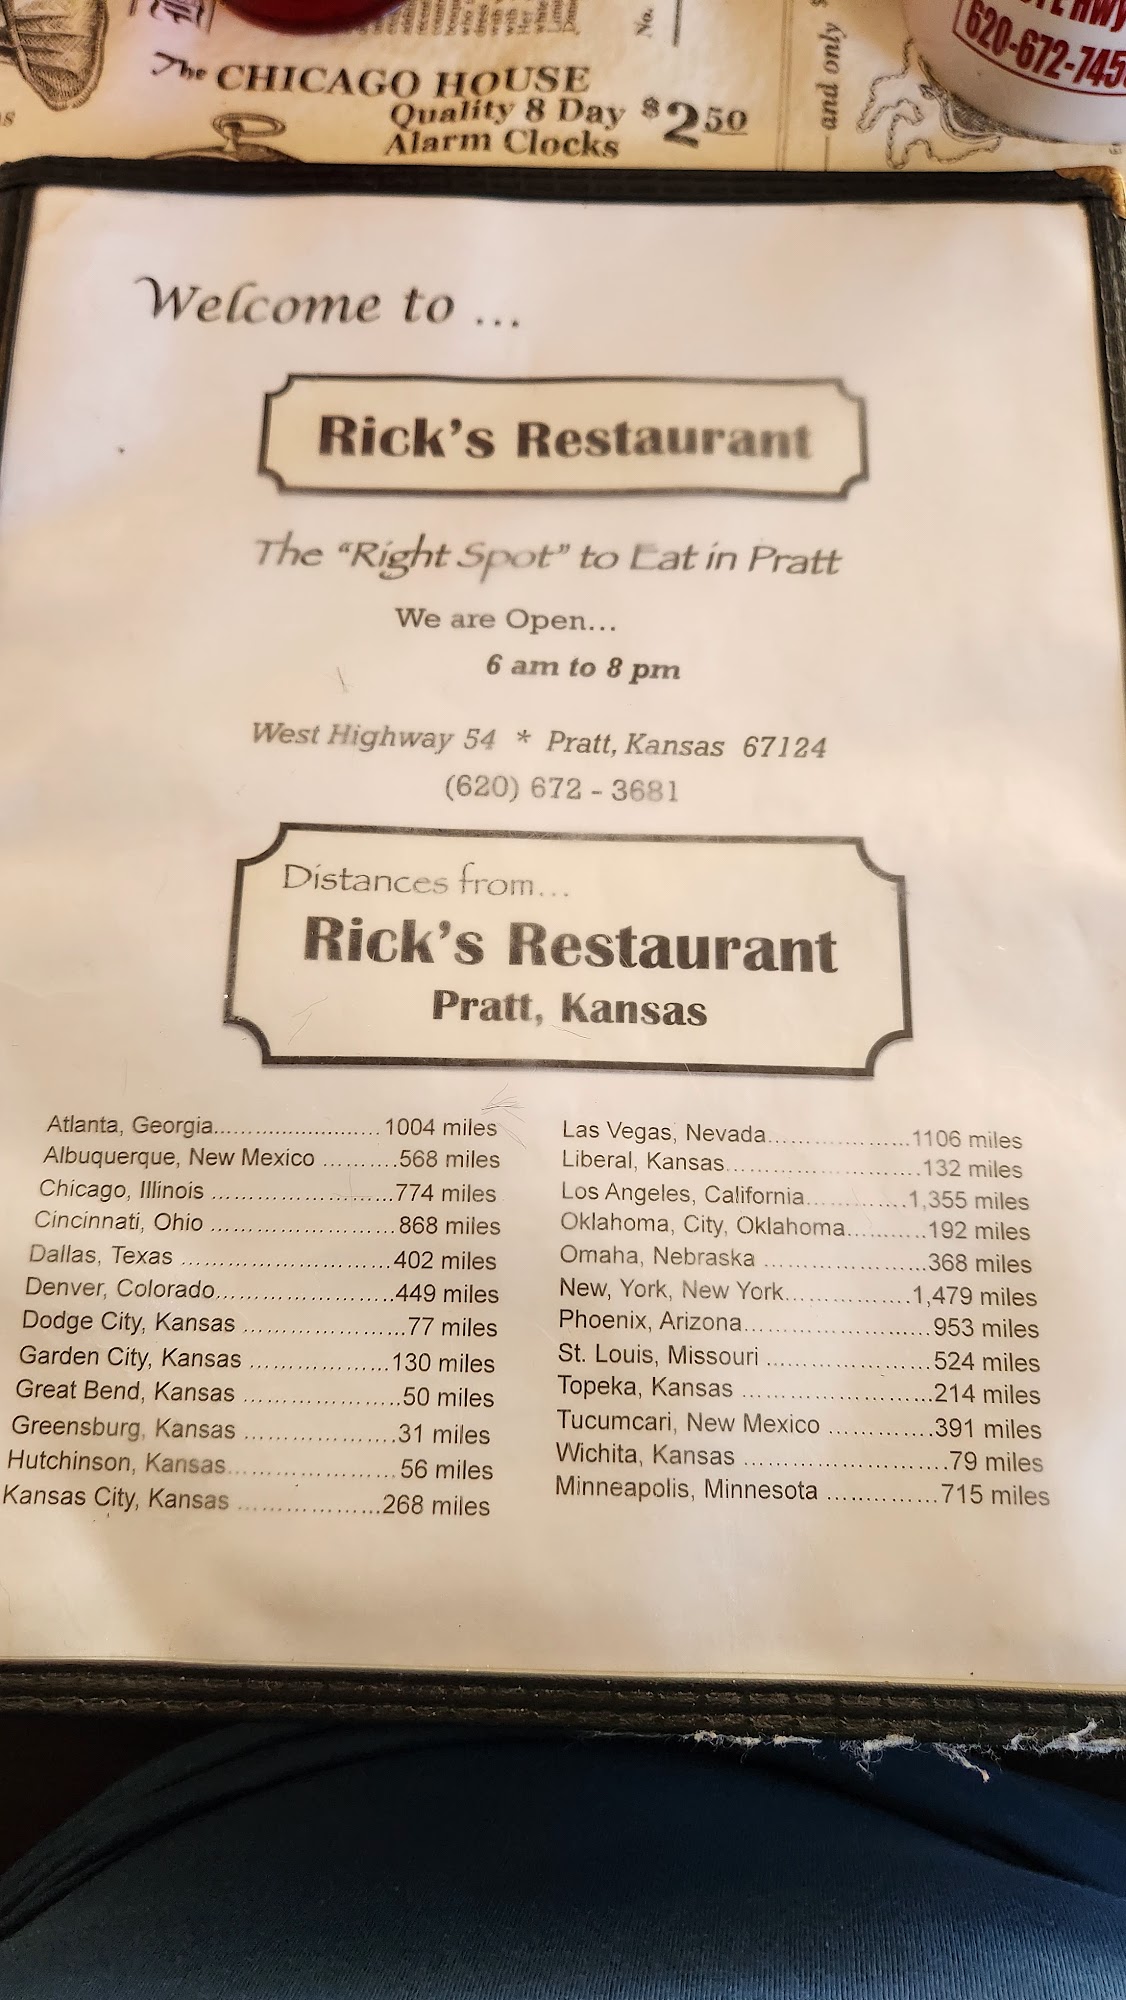 The CHICAGO HOUSE
Quality 8 Day $2.50
Alarm Clocks
No.
and only $
620-672-745
Welcome to ...
Rick's Restaurant
The "Right Spot" to Eat in Pratt
We are Open...
6 am to 8 pm
West Highway 54 * Pratt, Kansas 67124
(620) 672 - 3681
Distances from...
Rick's Restaurant
Pratt, Kansas
Atlanta, Georgia............................1004 miles
Albuquerque, New Mexico ..........568 miles
Chicago, Illinois ............................774 miles
Cincinnati, Ohio ............................868 miles
Dallas, Texas ................................402 miles
Denver, Colorado...........................449 miles
Dodge City, Kansas ........................77 miles
Garden City, Kansas .....................130 miles
Great Bend, Kansas ........................50 miles
Greensburg, Kansas .......................31 miles
Hutchinson, Kansas.........................56 miles
Kansas City, Kansas ......................268 miles
Las Vegas, Nevada.....................1106 miles
Liberal, Kansas..............................132 miles
Los Angeles, California...............1,355 miles
Oklahoma, City, Oklahoma............192 miles
Omaha, Nebraska .........................368 miles
New, York, New York...................1,479 miles
Phoenix, Arizona............................953 miles
St. Louis, Missouri .........................524 miles
Topeka, Kansas .............................214 miles
Tucumcari, New Mexico ................391 miles
Wichita, Kansas ...............................79 miles
Minneapolis, Minnesota .................715 miles